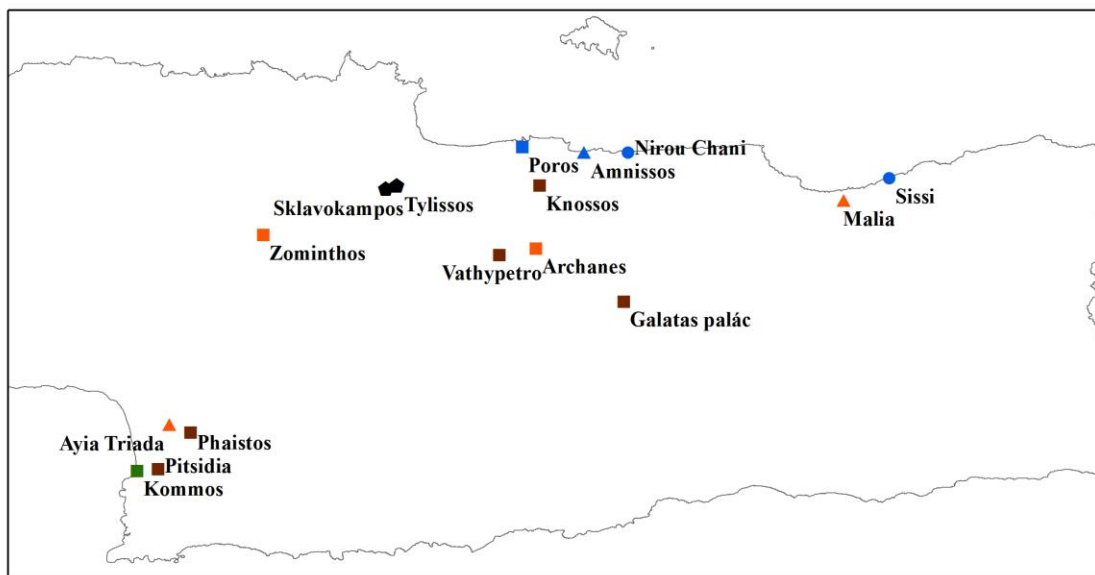 Nirou Chani
Poros
Amnissos
Sklavokampos
Tylissos
Knossos
Sissi
Malia
Zominthos
Vathypetro
Archanes
Galatas palác
Ayia Triada
Phaistos
Pitsidia
Kommos